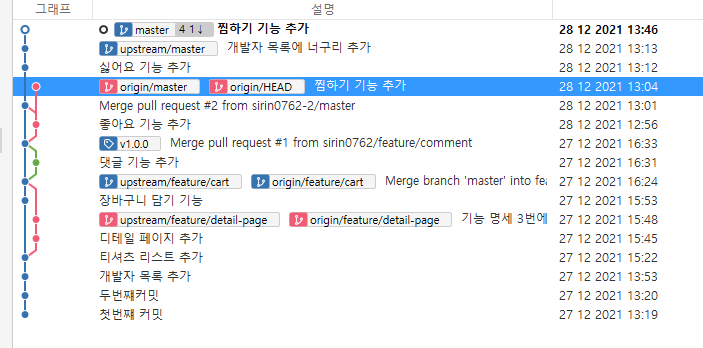 그래프 설명
master 4↑ 1↓ 찜하기 기능 추가 28 12 2021 13:46
upstream/master 개발자 목록에 너구리 추가 28 12 2021 13:13
싫어요 기능 추가 28 12 2021 13:12
origin/master origin/HEAD 찜하기 기능 추가 28 12 2021 13:04
Merge pull request #2 from sirin0762-2/master 28 12 2021 13:01
좋아요 기능 추가 28 12 2021 12:56
v1.0.0 Merge pull request #1 from sirin0762/feature/comment 27 12 2021 16:33
댓글 기능 추가 27 12 2021 16:31
upstream/feature/cart origin/feature/cart Merge branch 'master' into fea 27 12 2021 16:24
장바구니 담기 기능 27 12 2021 15:53
upstream/feature/detail-page origin/feature/detail-page 기능 명세 3번에 27 12 2021 15:48
디테일 페이지 추가 27 12 2021 15:45
티셔츠 리스트 추가 27 12 2021 15:22
개발자 목록 추가 27 12 2021 13:53
두번째커밋 27 12 2021 13:20
첫번째 커밋 27 12 2021 13:19